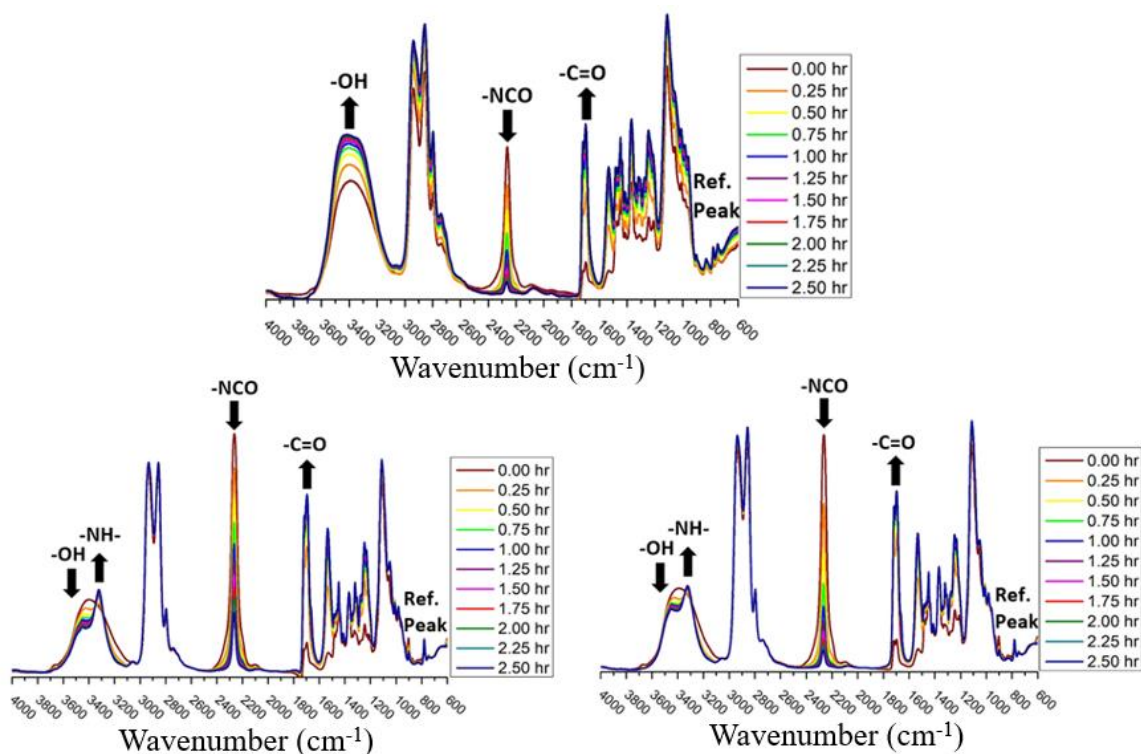 -OH
-NCO
-C=O
Ref.
Peak
0.00 hr
0.25 hr
0.50 hr
0.75 hr
1.00 hr
1.25 hr
1.50 hr
1.75 hr
2.00 hr
2.25 hr
2.50 hr
4000 3800 3600 3400 3200 3000 2800 2600 2400 2200 2000 1800 1600 1400 1200 1000 800 600
Wavenumber (cm⁻¹)
-NCO
-C=O
-NH-
-OH
Ref.
Peak
0.00 hr
0.25 hr
0.50 hr
0.75 hr
1.00 hr
1.25 hr
1.50 hr
1.75 hr
2.00 hr
2.25 hr
2.50 hr
4000 3800 3600 3400 3200 3000 2800 2600 2400 2200 2000 1800 1600 1400 1200 1000 800 600
Wavenumber (cm⁻¹)
-NCO
-C=O
-NH-
-OH
Ref.
Peak
0.00 hr
0.25 hr
0.50 hr
0.75 hr
1.00 hr
1.25 hr
1.50 hr
1.75 hr
2.00 hr
2.25 hr
2.50 hr
4000 3800 3600 3400 3200 3000 2800 2600 2400 2200 2000 1800 1600 1400 1200 1000 800 600
Wavenumber (cm⁻¹)